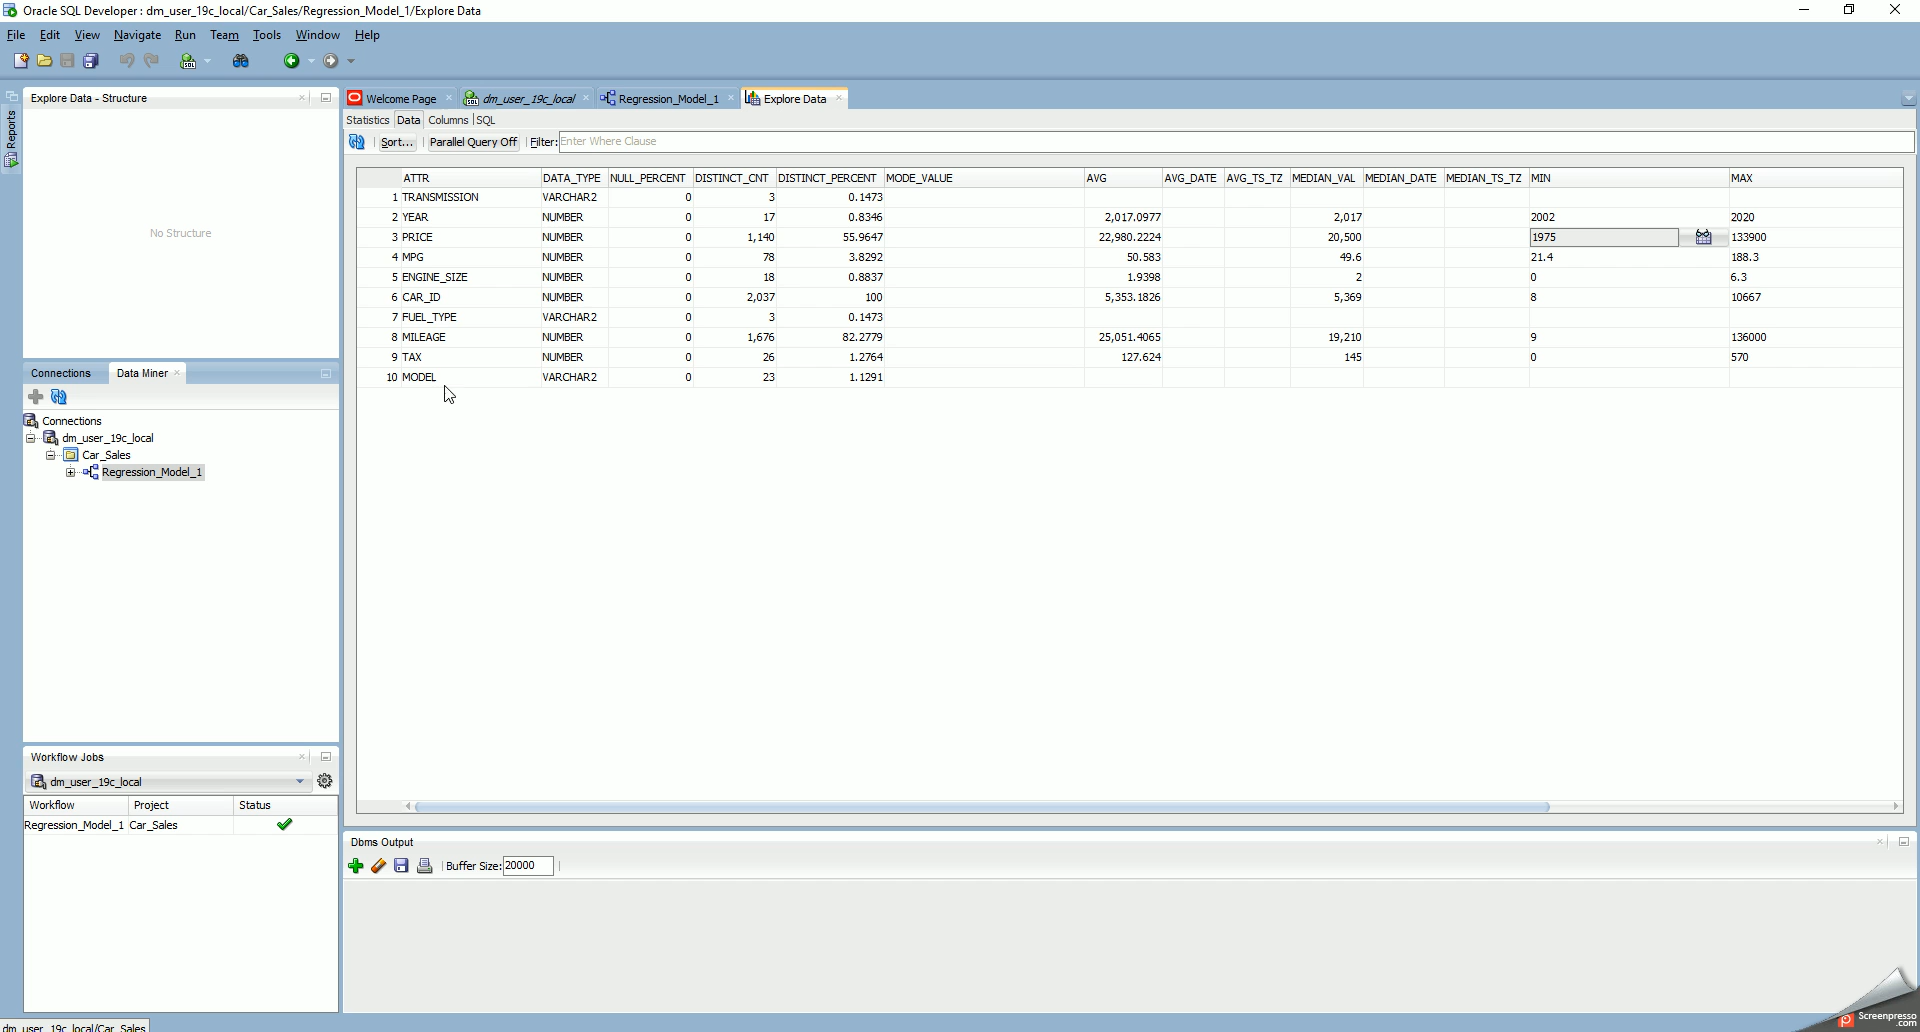 Oracle SQL Developer : dm_user_19c_local/Car_Sales/Regression_Model_1/Explore Data
File Edit View Navigate Run Team Tools Window Help
Reports
Explore Data - Structure
No Structure
Connections Data Miner
Connections
dm_user_19c_local
Car_Sales
Regression_Model_1
Workflow Jobs
dm_user_19c_local
Workflow Project Status
Regression_Model_1 Car_Sales
Welcome Page dm_user_19c_local Regression_Model_1 Explore Data
Statistics Data Columns SQL
Sort... Parallel Query Off Filter: Enter Where Clause
ATTR DATA_TYPE NULL_PERCENT DISTINCT_CNT DISTINCT_PERCENT MODE_VALUE AVG AVG_DATE AVG_TS_TZ MEDIAN_VAL MEDIAN_DATE MEDIAN_TS_TZ MIN MAX
1 TRANSMISSION VARCHAR2 0 3 0.1473
2 YEAR NUMBER 0 17 0.8346 2,017.0977 2,017 2002 2020
3 PRICE NUMBER 0 1,140 55.9647 22,980.2224 20,500 1975 133900
4 MPG NUMBER 0 78 3.8292 50.583 49.6 21.4 188.3
5 ENGINE_SIZE NUMBER 0 18 0.8837 1.9398 2 0 6.3
6 CAR_ID NUMBER 0 2,037 100 5,353.1826 5,369 8 10667
7 FUEL_TYPE VARCHAR2 0 3 0.1473
8 MILEAGE NUMBER 0 1,676 82.2779 25,051.4065 19,210 9 136000
9 TAX NUMBER 0 26 1.2764 127.624 145 0 570
10 MODEL VARCHAR2 0 23 1.1291
Dbms Output
Buffer Size: 20000
dm_user_19c_local/Car_Sales
Screenpresso
.com